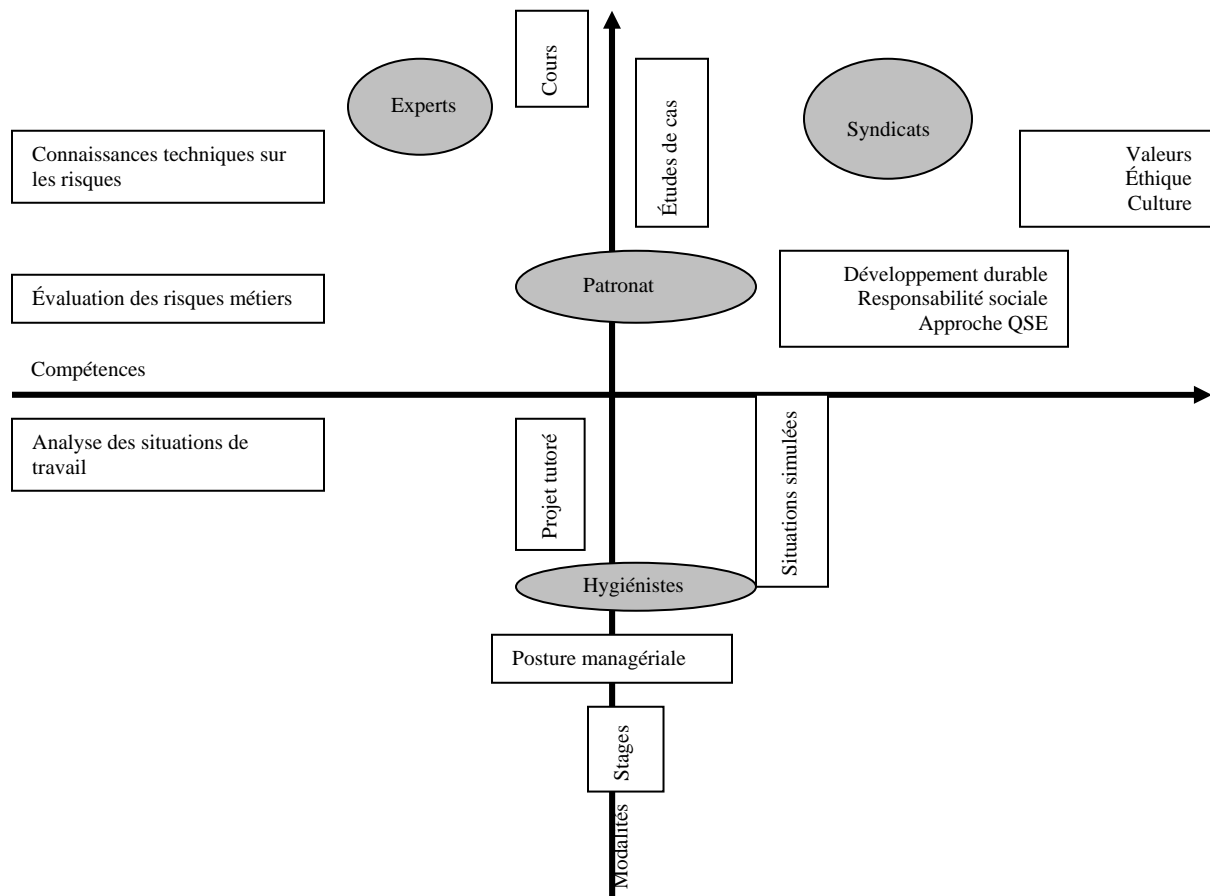 Cours
Experts
Études de cas
Syndicats
Connaissances techniques sur
les risques
Valeurs
Éthique
Culture
Évaluation des risques métiers
Patronat
Développement durable
Responsabilité sociale
Approche QSE
Compétences
Analyse des situations de
travail
Projet tutoré
Situations simulées
Hygiénistes
Posture managériale
Stages
Modalités